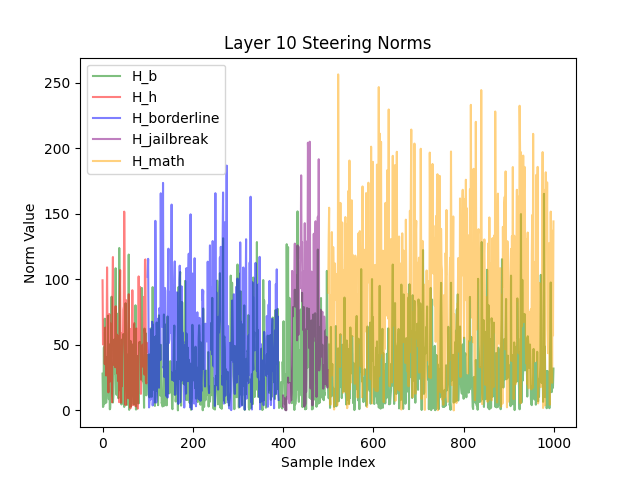 Layer 10 Steering Norms
H_b
H_h
H_borderline
H_jailbreak
H_math
Norm Value
250
200
150
100
50
0
0
200
400
600
800
1000
Sample Index